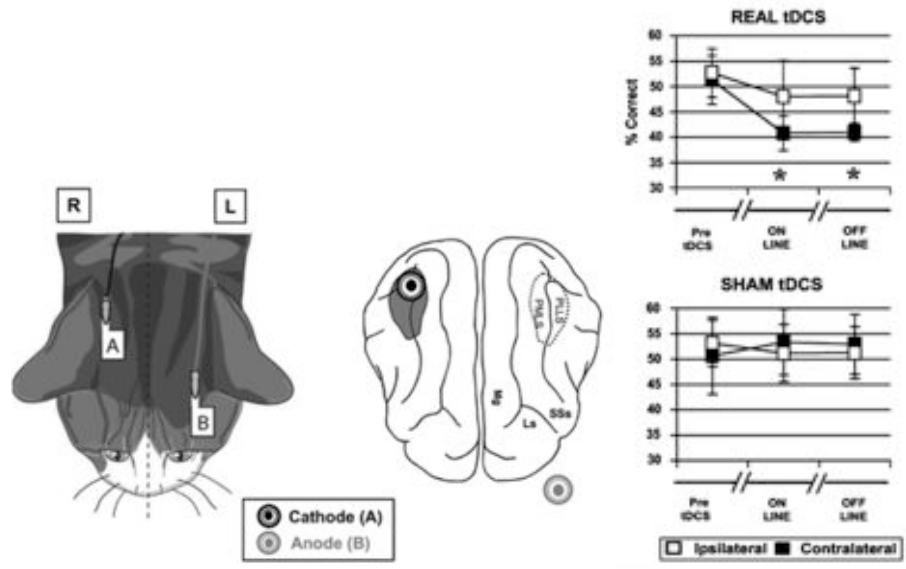 REAL tDCS
60
55
50
45
40
35
30
% Correct
* *
Pre tDCS
ON LINE
OFF LINE
R
L
A
B
PMLS
PLLS
Mg
Ls
SSs
Cathode (A)
Anode (B)
SHAM tDCS
60
55
50
45
40
35
30
Pre tDCS
ON LINE
OFF LINE
Ipsilateral
Contralateral